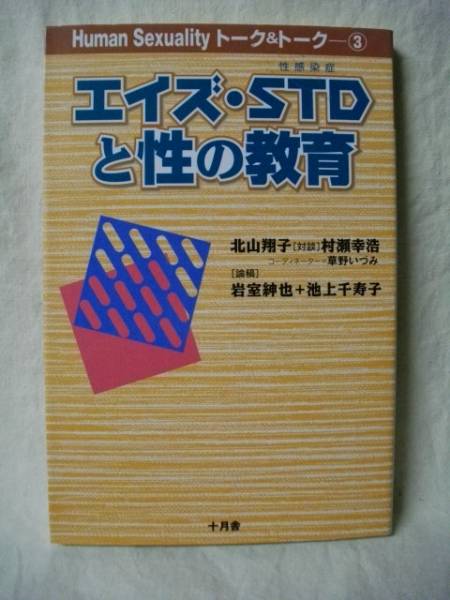 Human Sexuality トーク&トーク—③
性感染症
エイズ・STD
と性の教育
北山翔子[対談]村瀬幸浩
コーディネーター=草野いづみ
[論稿]
岩室紳也+池上千寿子
十月舎